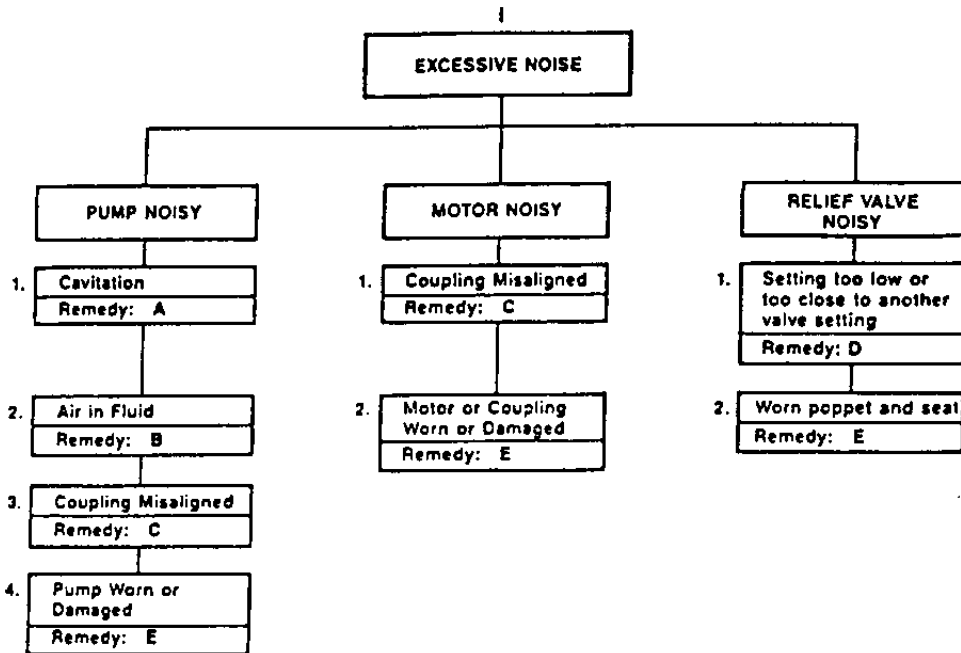 I
EXCESSIVE NOISE
PUMP NOISY
1. Cavitation
Remedy: A
2. Air in Fluid
Remedy: B
3. Coupling Misaligned
Remedy: C
4. Pump Worn or
Damaged
Remedy: E
MOTOR NOISY
1. Coupling Misaligned
Remedy: C
2. Motor or Coupling
Worn or Damaged
Remedy: E
RELIEF VALVE
NOISY
1. Setting too low or
too close to another
valve setting
Remedy: D
2. Worn poppet and seat
Remedy: E